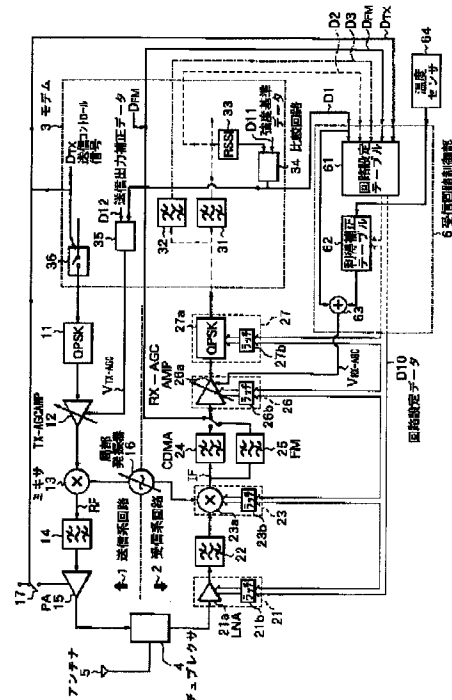 3 モデム
DTX
送信コントロール
信号
36
D12
送信出力補正データ
DFM
35
32
31
RSSI
33
D11
強度基準
データ
34
比較回路
D1
D2
D3
DFM
DTX
64
温度
センサ
61
回路設定
テーブル
62
利得補正
テーブル
63
6 受信回路制御部
11
QPSK
VTX-AGC
TX-AGCAMP
12
ミキサ
13
RF
14
17
PA
15
局部
発振器
16
1 送信系回路
2 受信系回路
アンテナ
5
4
デュプレクサ
21a
LNA
ラッチ
21b
21
22
23a
ラッチ
23b
23
IF
CDMA
24
25
FM
RX-AGC
AMP
26a
ラッチ
26b
26
27a
QPSK
ラッチ
27b
27
VRX-AGC
D10
回路設定データ